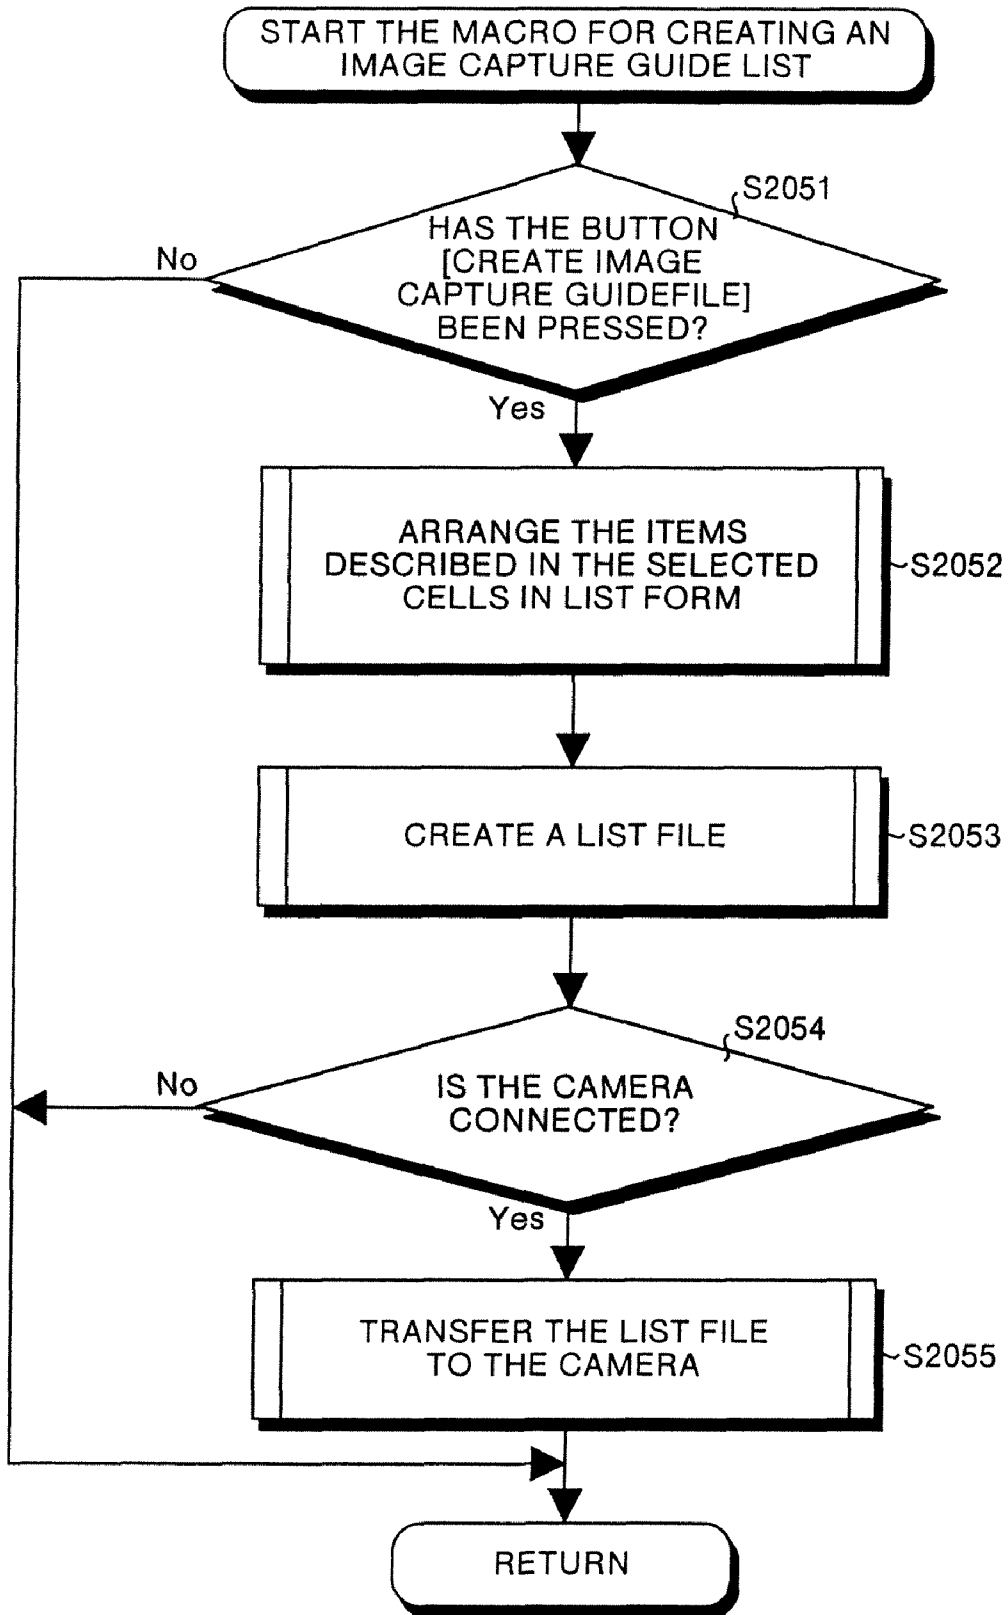 START THE MACRO FOR CREATING AN
IMAGE CAPTURE GUIDE LIST
S2051
HAS THE BUTTON
[CREATE IMAGE
CAPTURE GUIDEFILE]
BEEN PRESSED?
No
Yes
ARRANGE THE ITEMS
DESCRIBED IN THE SELECTED
CELLS IN LIST FORM
S2052
CREATE A LIST FILE
S2053
S2054
IS THE CAMERA
CONNECTED?
No
Yes
TRANSFER THE LIST FILE
TO THE CAMERA
S2055
RETURN